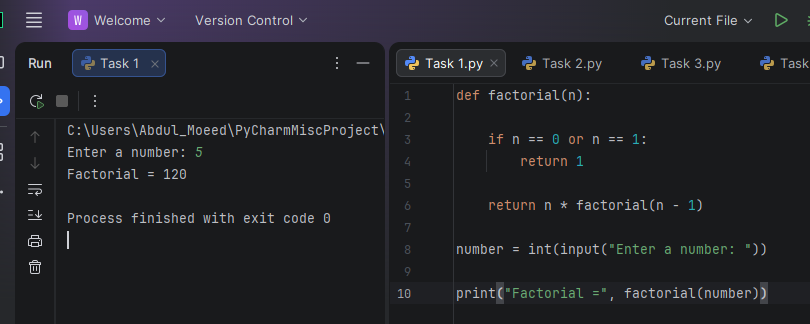 W Welcome Version Control Current File
Run Task 1
C:\Users\Abdul_Moeed\PyCharmMiscProject\
Enter a number: 5
Factorial = 120
Process finished with exit code 0
Task 1.py Task 2.py Task 3.py Tas
1 def factorial(n):
2
3 if n == 0 or n == 1:
4 return 1
5
6 return n * factorial(n - 1)
7
8 number = int(input("Enter a number: "))
9
10 print("Factorial =", factorial(number))